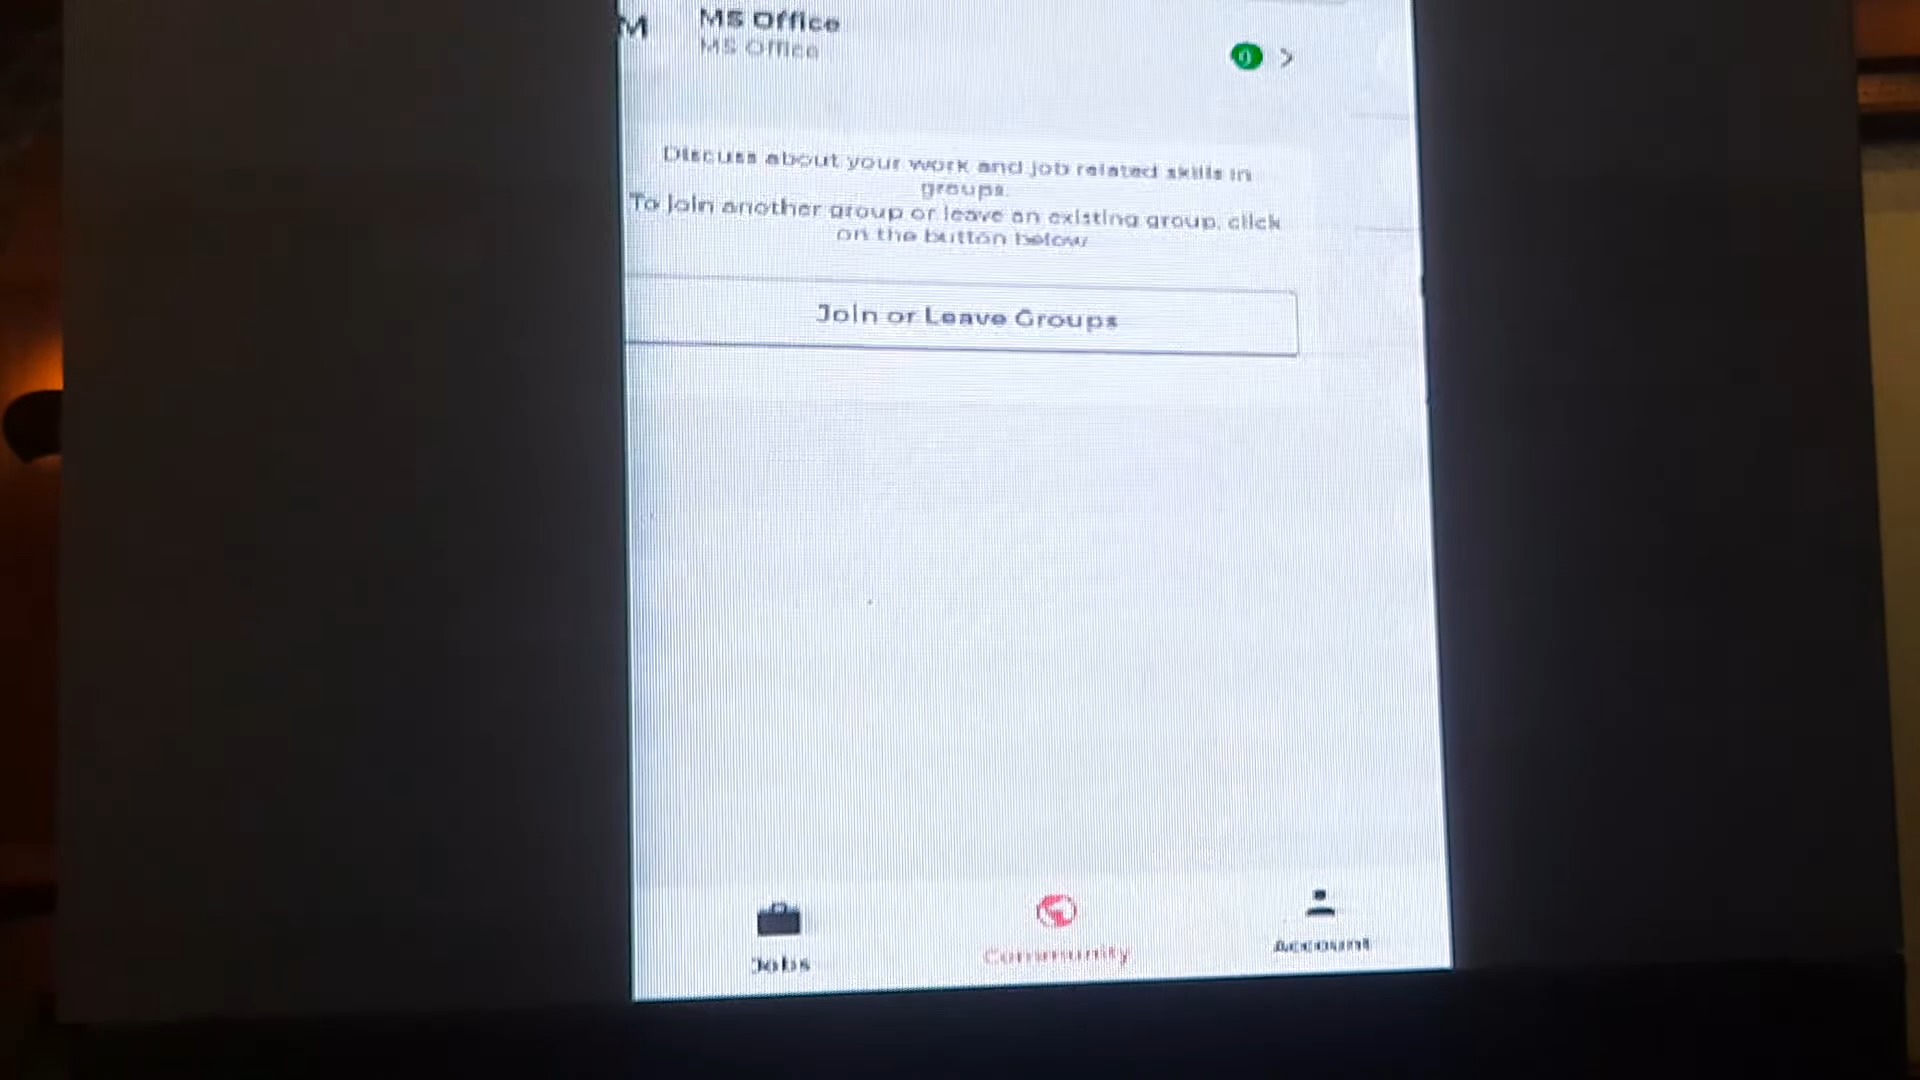 M
MS Office
MS Office
0
Discuss about your work and job related skills in
groups.
To join another group or leave an existing group, click
on the button below
Join or Leave Groups
Jobs
Community
Account